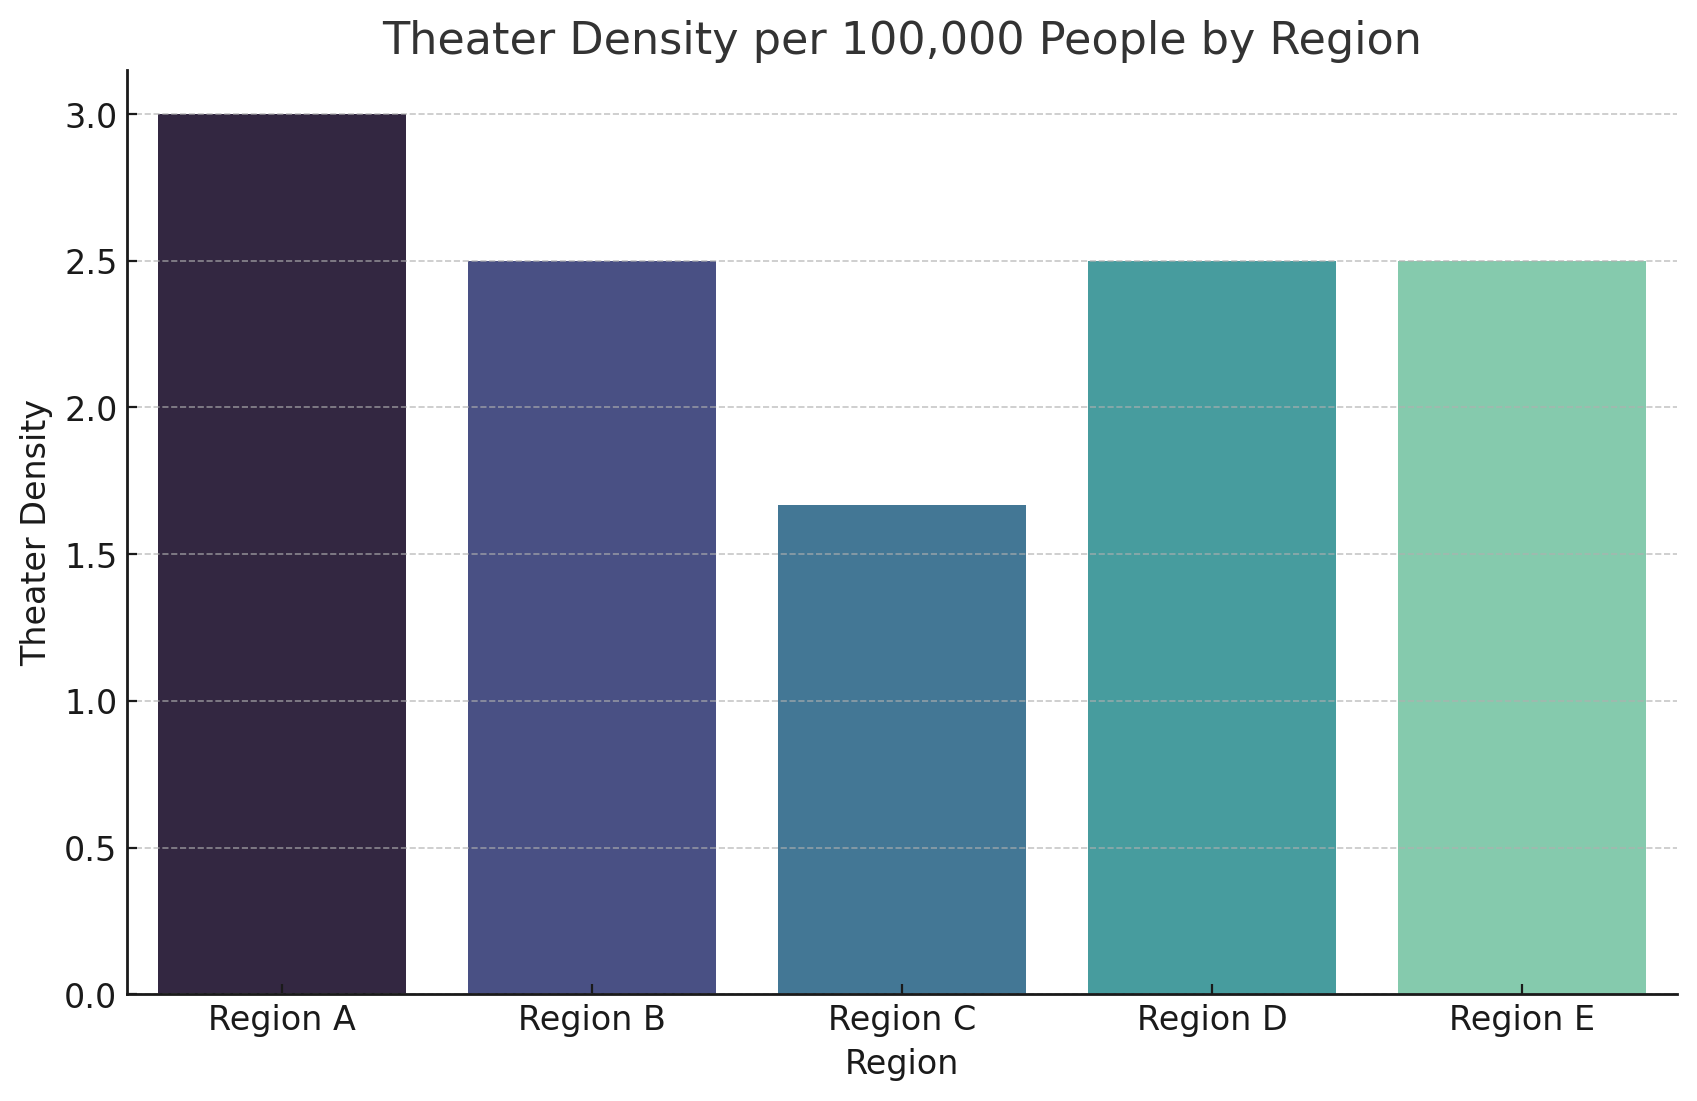 Theater Density per 100,000 People by Region
Theater Density
3.0
2.5
2.0
1.5
1.0
0.5
0.0
Region A Region B Region C Region D Region E
Region